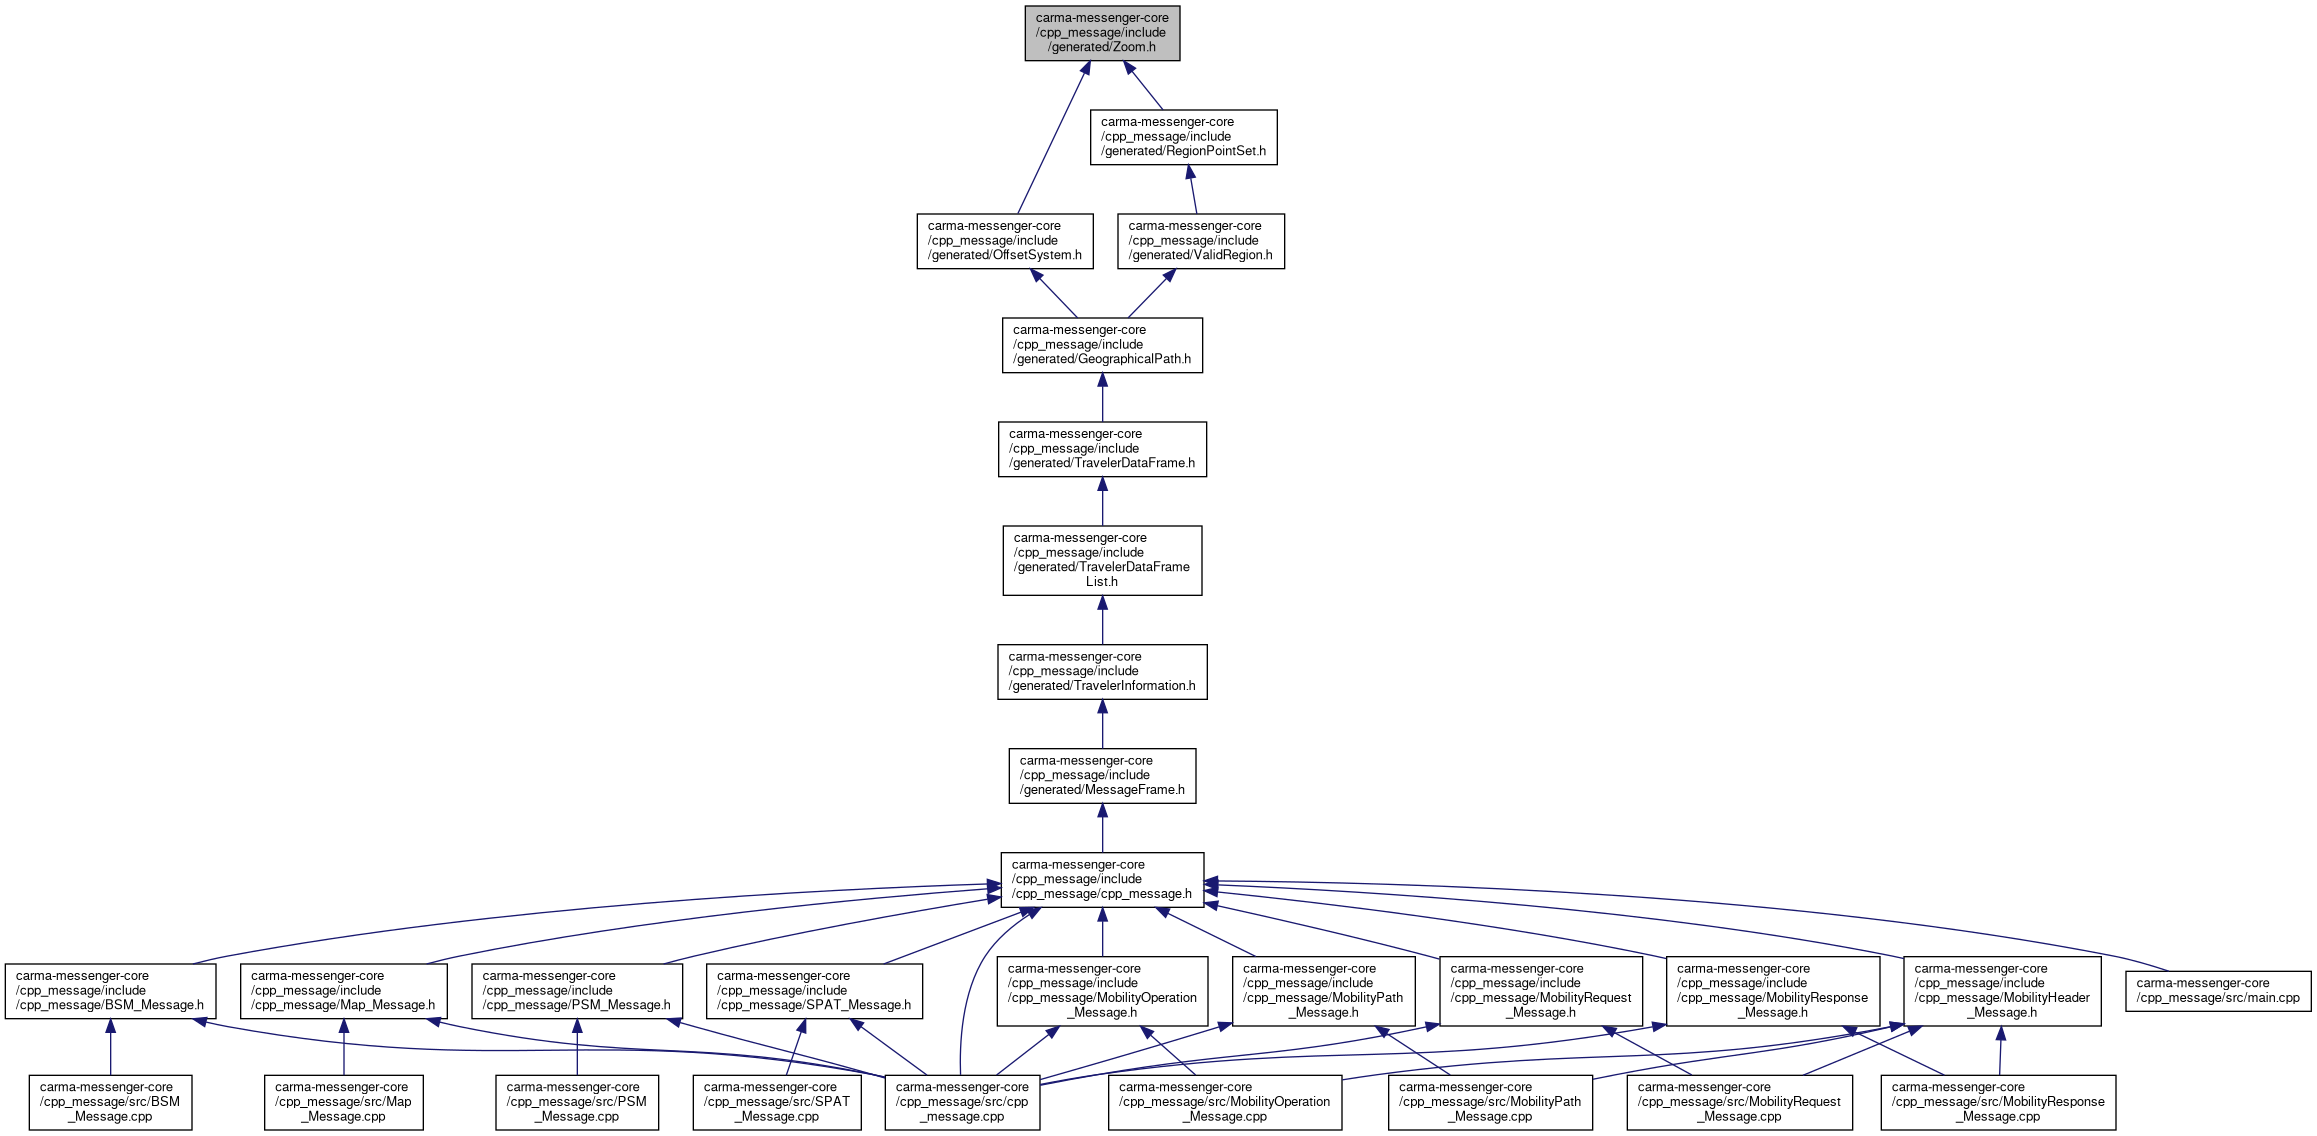 carma-messenger-core
/cpp_message/include
/generated/Zoom.h
carma-messenger-core
/cpp_message/include
/generated/RegionPointSet.h
carma-messenger-core
/cpp_message/include
/generated/OffsetSystem.h
carma-messenger-core
/cpp_message/include
/generated/ValidRegion.h
carma-messenger-core
/cpp_message/include
/generated/GeographicalPath.h
carma-messenger-core
/cpp_message/include
/generated/TravelerDataFrame.h
carma-messenger-core
/cpp_message/include
/generated/TravelerDataFrame
List.h
carma-messenger-core
/cpp_message/include
/generated/TravelerInformation.h
carma-messenger-core
/cpp_message/include
/generated/MessageFrame.h
carma-messenger-core
/cpp_message/include
/cpp_message/cpp_message.h
carma-messenger-core
/cpp_message/include
/cpp_message/BSM_Message.h
carma-messenger-core
/cpp_message/include
/cpp_message/Map_Message.h
carma-messenger-core
/cpp_message/include
/cpp_message/PSM_Message.h
carma-messenger-core
/cpp_message/include
/cpp_message/SPAT_Message.h
carma-messenger-core
/cpp_message/include
/cpp_message/MobilityOperation
_Message.h
carma-messenger-core
/cpp_message/include
/cpp_message/MobilityPath
_Message.h
carma-messenger-core
/cpp_message/include
/cpp_message/MobilityRequest
_Message.h
carma-messenger-core
/cpp_message/include
/cpp_message/MobilityResponse
_Message.h
carma-messenger-core
/cpp_message/include
/cpp_message/MobilityHeader
_Message.h
carma-messenger-core
/cpp_message/src/main.cpp
carma-messenger-core
/cpp_message/src/BSM
_Message.cpp
carma-messenger-core
/cpp_message/src/Map
_Message.cpp
carma-messenger-core
/cpp_message/src/PSM
_Message.cpp
carma-messenger-core
/cpp_message/src/SPAT
_Message.cpp
carma-messenger-core
/cpp_message/src/cpp
_message.cpp
carma-messenger-core
/cpp_message/src/MobilityOperation
_Message.cpp
carma-messenger-core
/cpp_message/src/MobilityPath
_Message.cpp
carma-messenger-core
/cpp_message/src/MobilityRequest
_Message.cpp
carma-messenger-core
/cpp_message/src/MobilityResponse
_Message.cpp